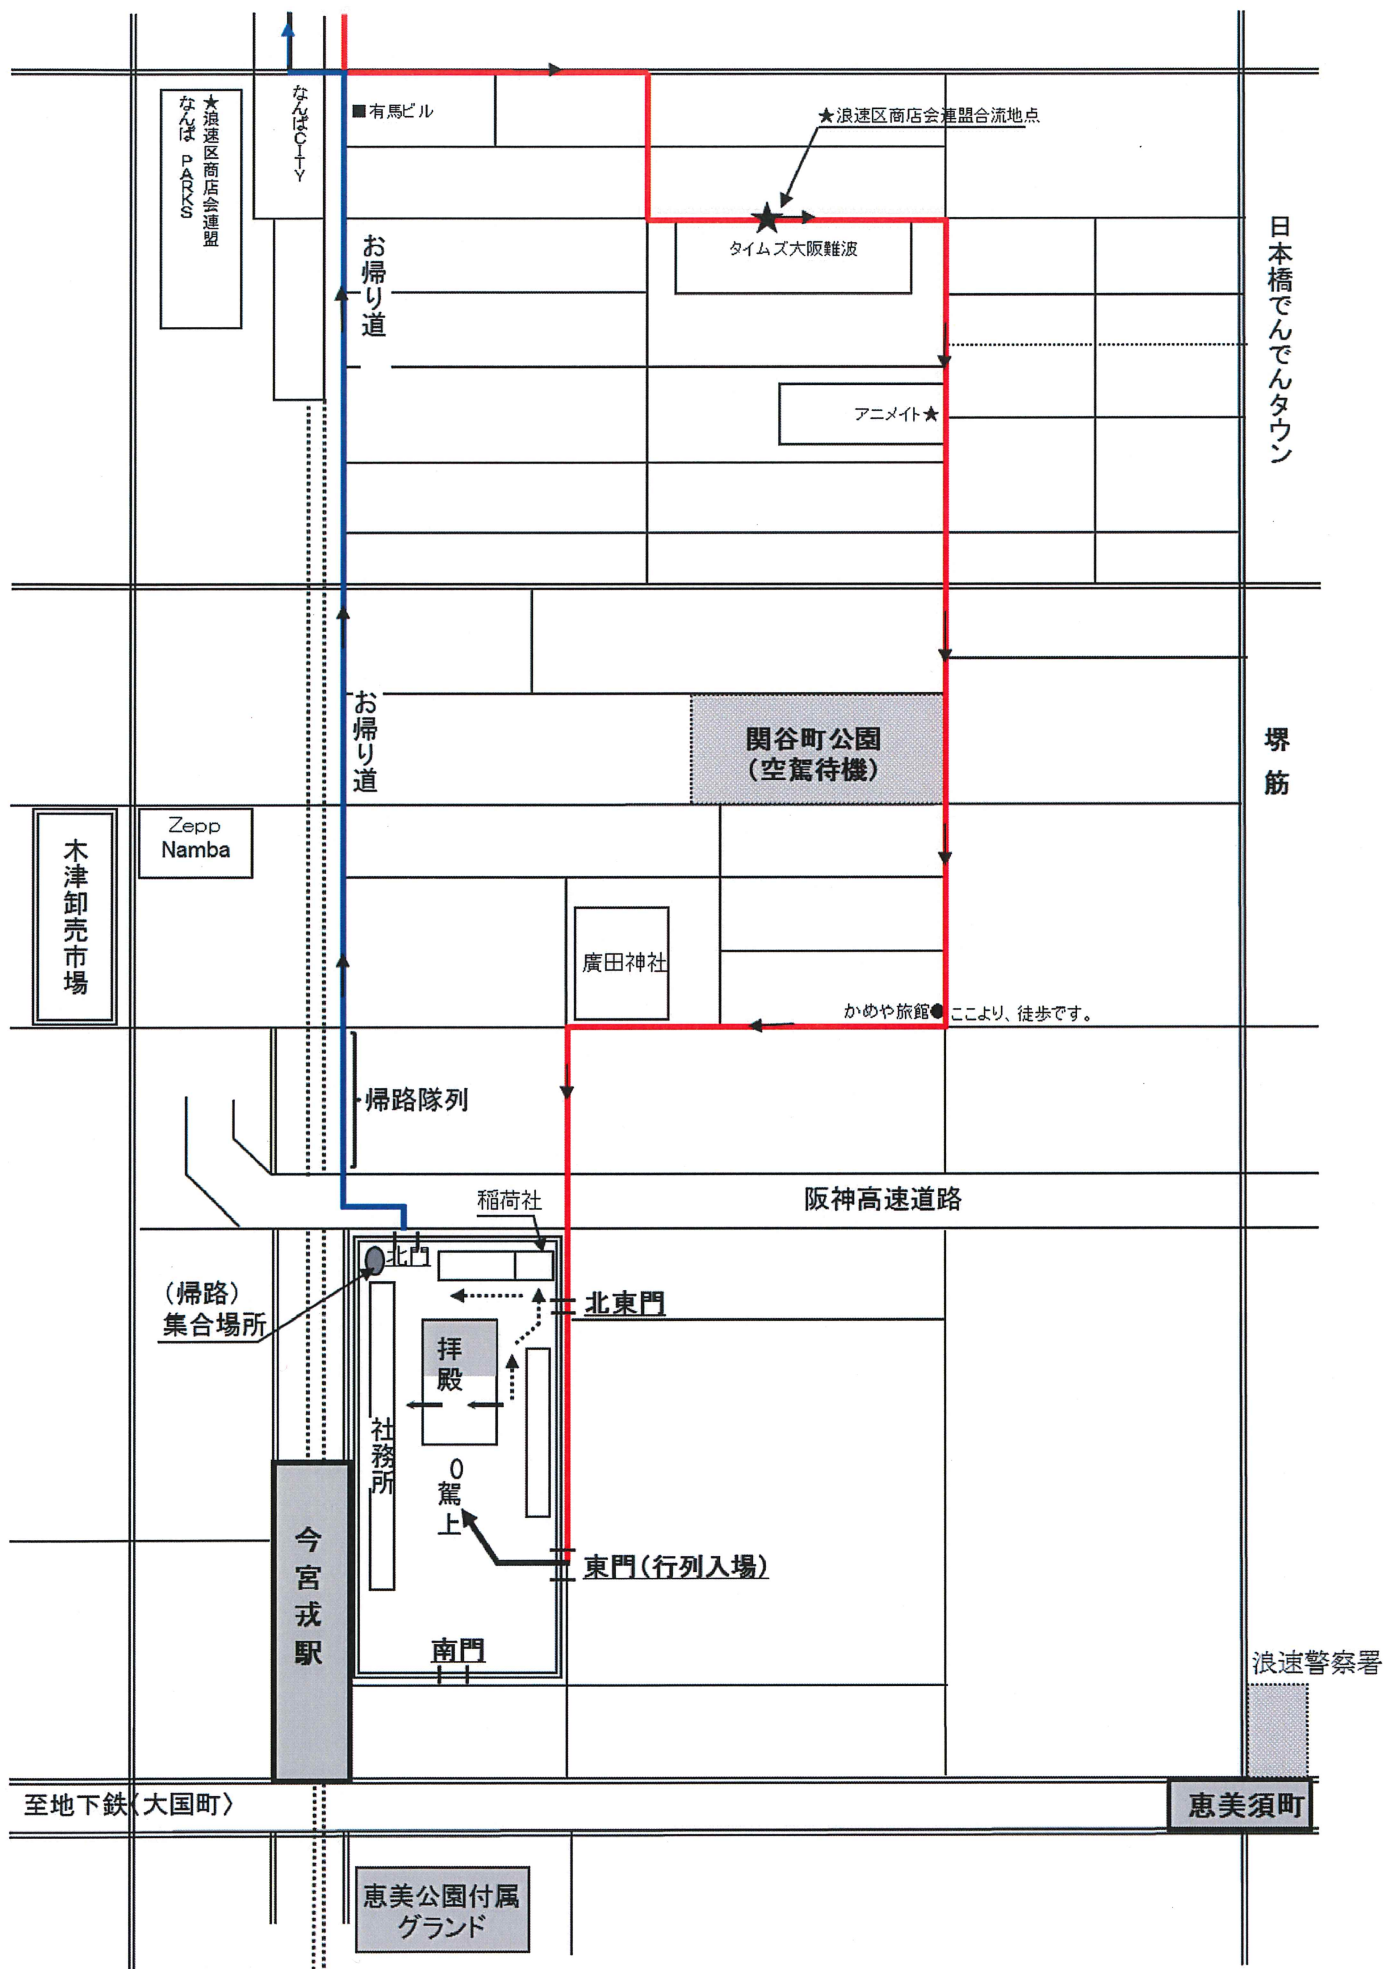 ■有馬ビル
★浪速区商店会連盟合流地点
★浪速区商店会連盟
なんば PARKS
なんばCITY
タイムズ大阪難波
お帰り道
日本橋でんでんタウン
アニメイト★
お帰り道
関谷町公園
(空駕待機)
堺筋
Zepp
Namba
木津卸売市場
廣田神社
かめや旅館●ここより、徒歩です。
帰路隊列
阪神高速道路
稲荷社
北門
(帰路)
集合場所
北東門
拝殿
社務所
駕上
東門(行列入場)
今宮戎駅
南門
浪速警察署
至地下鉄〈大国町〉
恵美須町
恵美公園付属
グランド